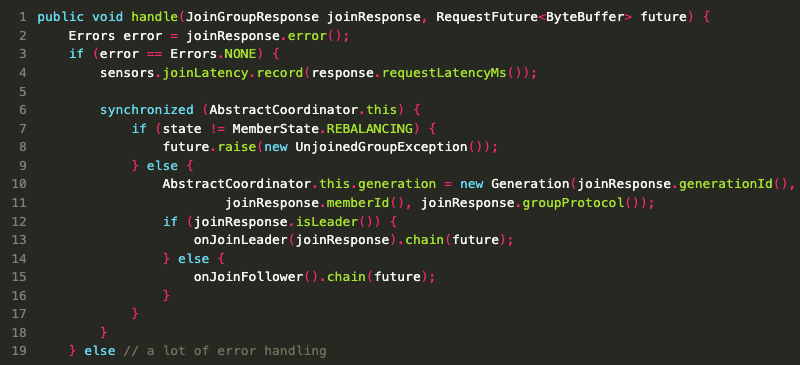 1 public void handle(JoinGroupResponse joinResponse, RequestFuture<ByteBuffer> future) {
2     Errors error = joinResponse.error();
3     if (error == Errors.NONE) {
4         sensors.joinLatency.record(response.requestLatencyMs());
5
6         synchronized (AbstractCoordinator.this) {
7             if (state != MemberState.REBALANCING) {
8                 future.raise(new UnjoinedGroupException());
9             } else {
10                 AbstractCoordinator.this.generation = new Generation(joinResponse.generationId(),
11                         joinResponse.memberId(), joinResponse.groupProtocol());
12                 if (joinResponse.isLeader()) {
13                     onJoinLeader(joinResponse).chain(future);
14                 } else {
15                     onJoinFollower().chain(future);
16                 }
17             }
18         }
19     } else // a lot of error handling